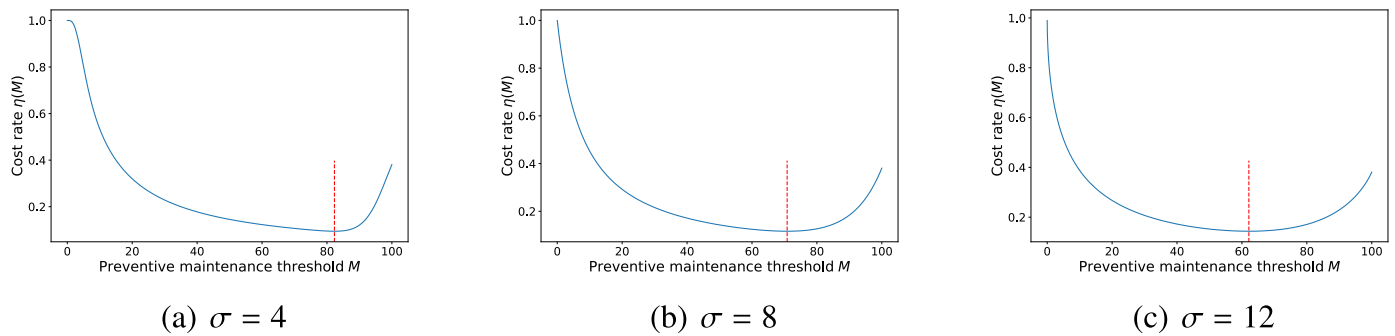 1.0
0.8
0.6
0.4
0.2
0 20 40 60 80 100
Cost rate η(M)
Preventive maintenance threshold M
(a) σ = 4
1.0
0.8
0.6
0.4
0.2
0 20 40 60 80 100
Cost rate η(M)
Preventive maintenance threshold M
(b) σ = 8
1.0
0.8
0.6
0.4
0.2
0 20 40 60 80 100
Cost rate η(M)
Preventive maintenance threshold M
(c) σ = 12